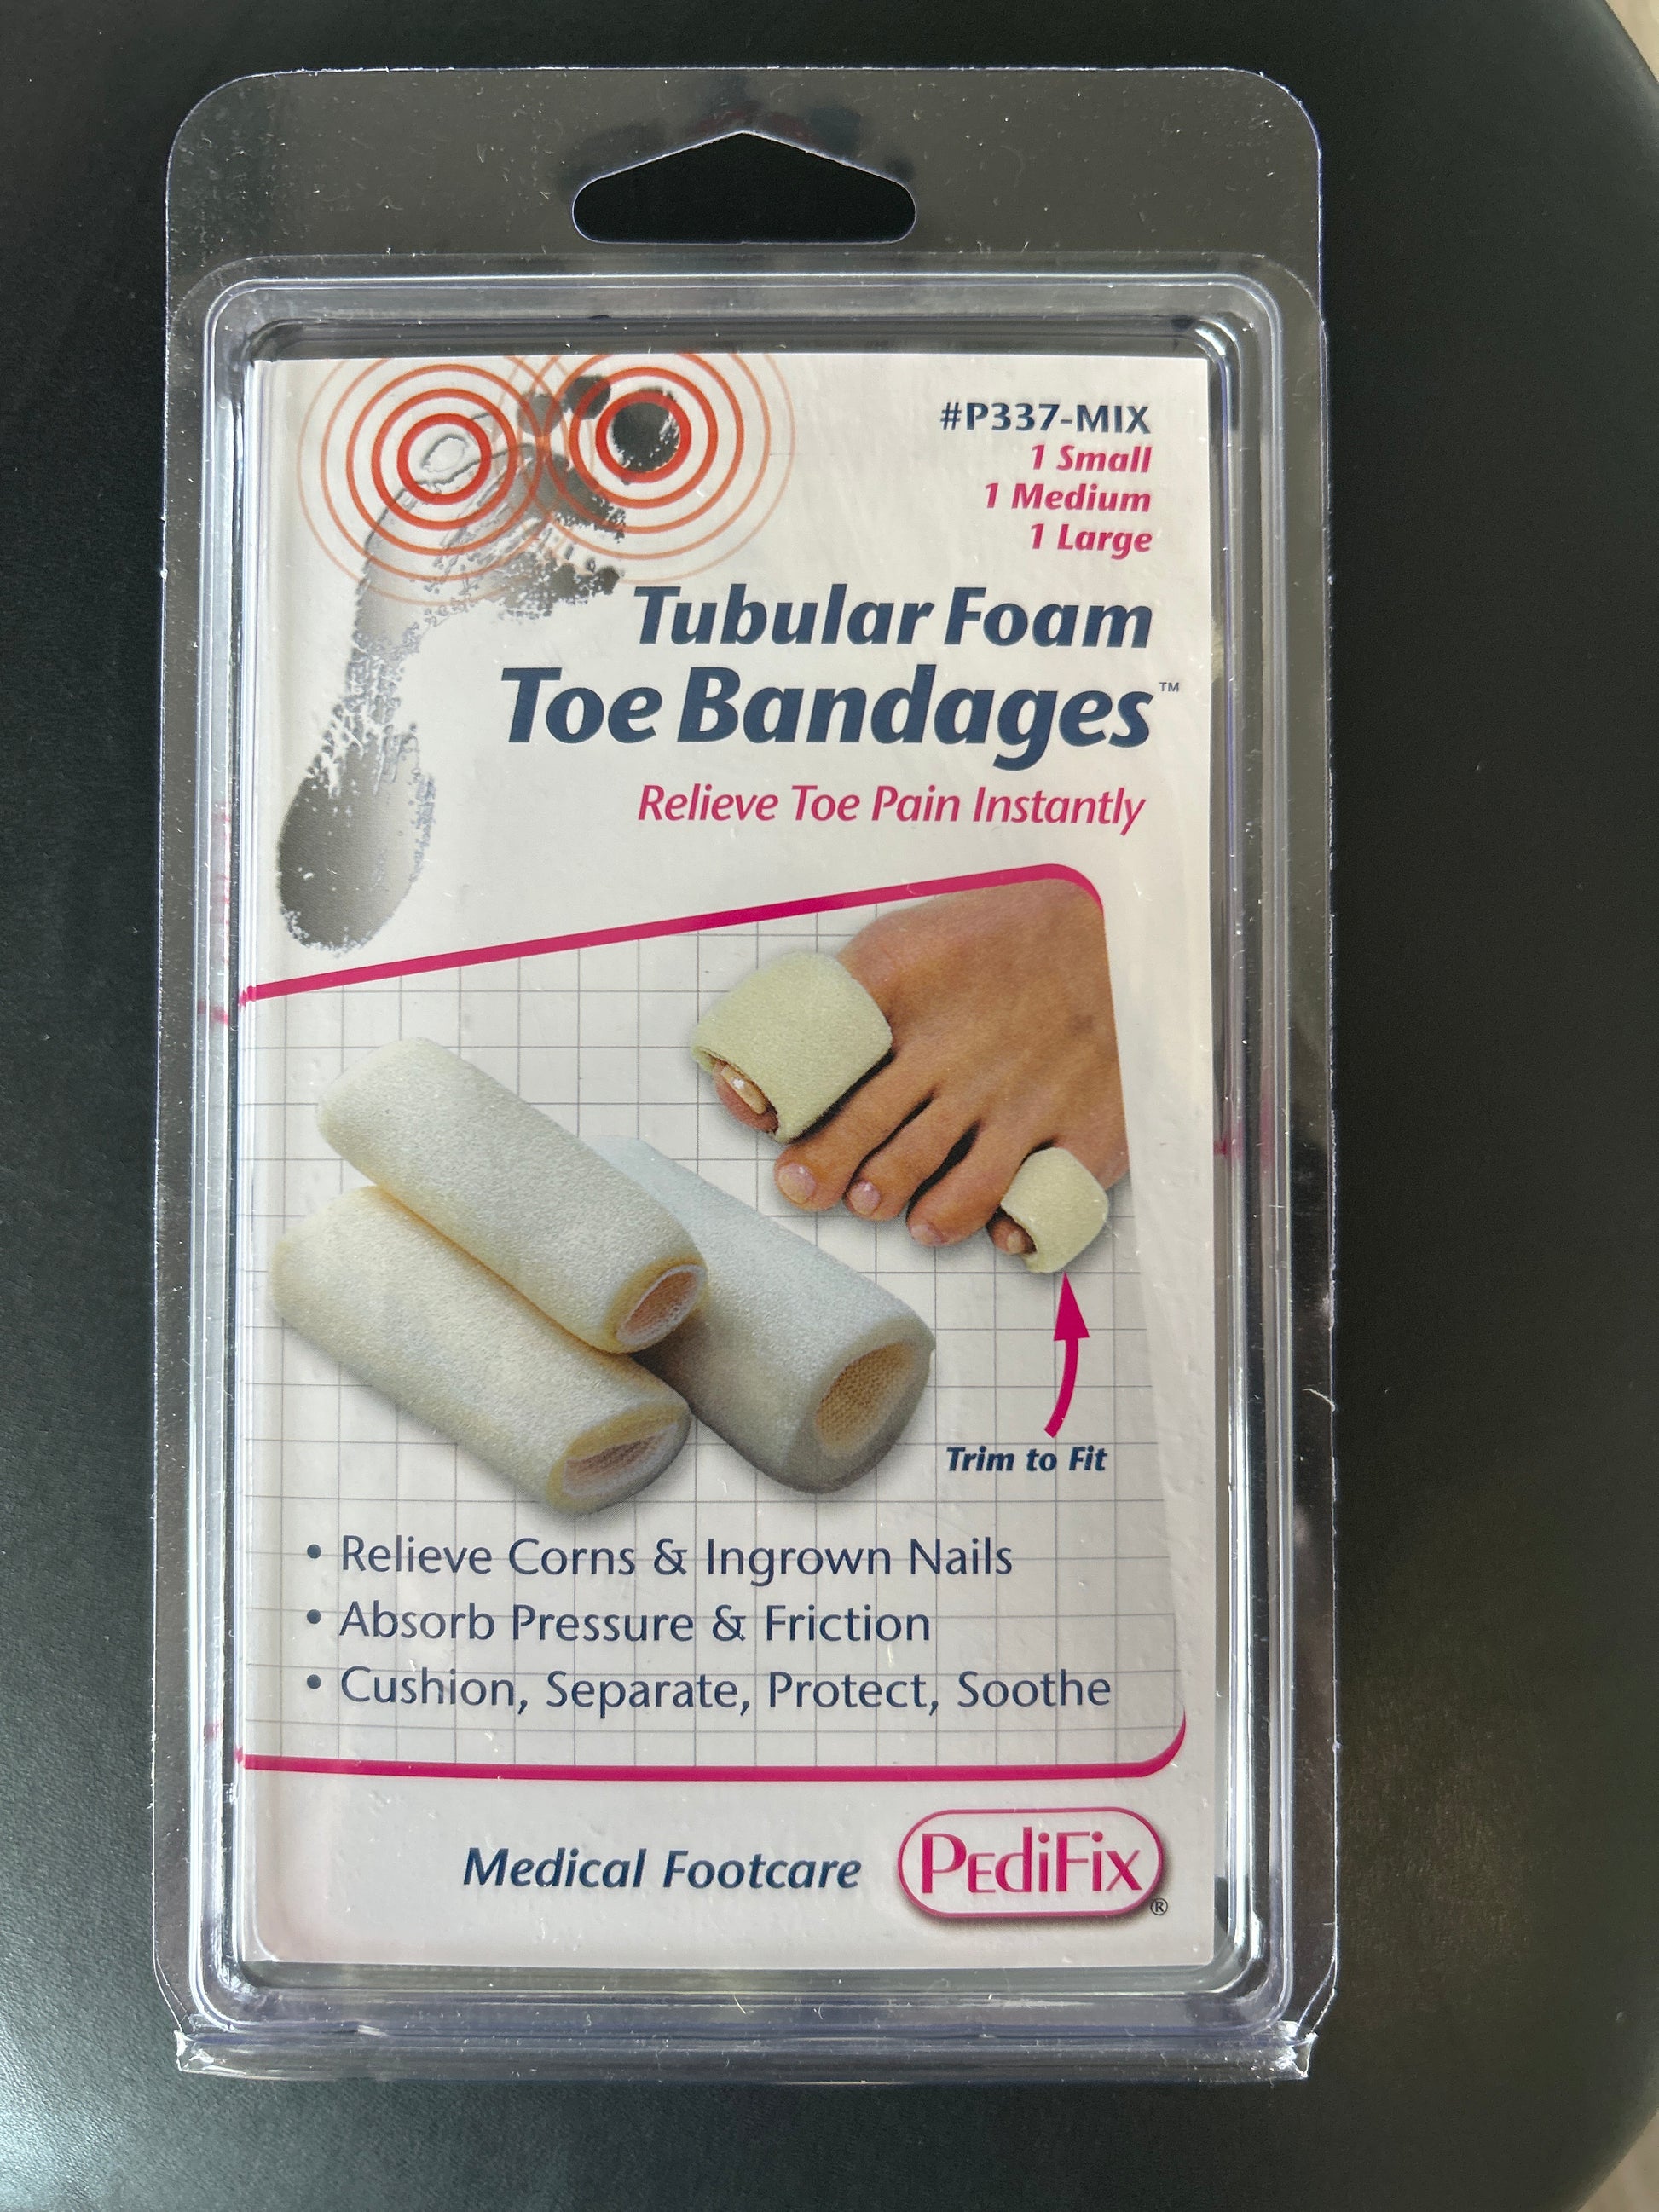 #P337-MIX
1 Small
1 Medium
1 Large
Tubular Foam
Toe Bandages™
Relieve Toe Pain Instantly
Trim to Fit
• Relieve Corns & Ingrown Nails
• Absorb Pressure & Friction
• Cushion, Separate, Protect, Soothe
Medical Footcare PEdiFix®